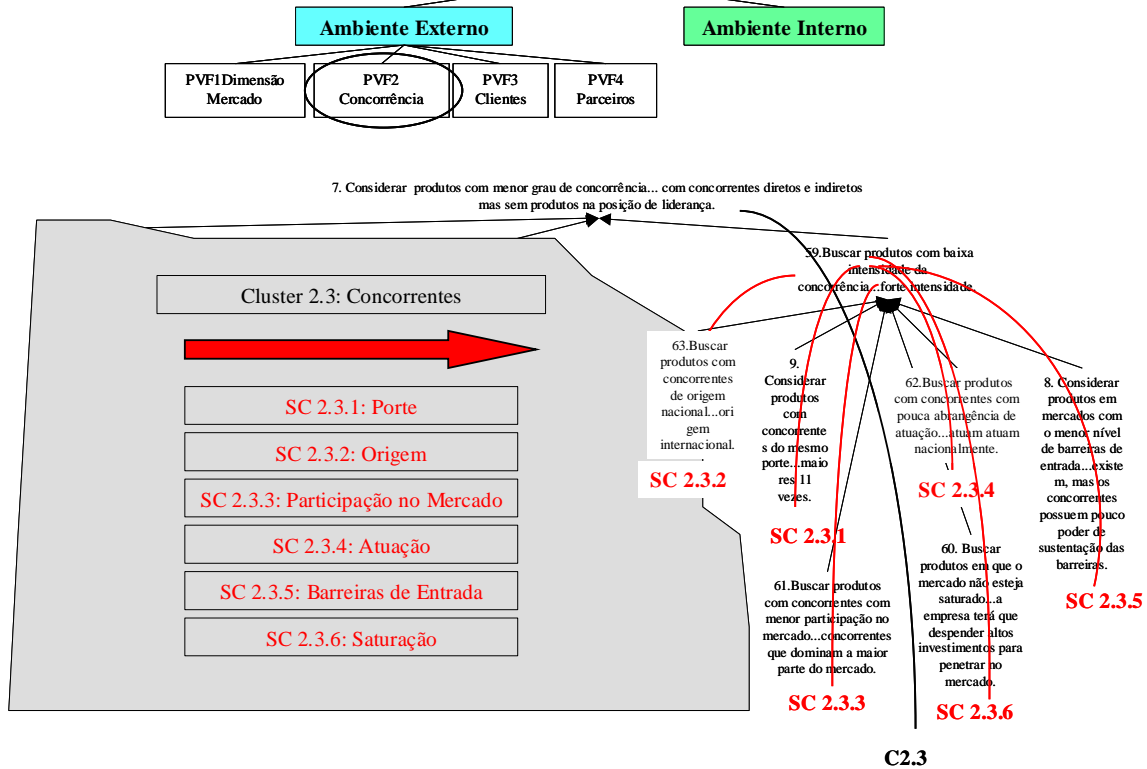 Ambiente Externo
Ambiente Interno
PVF1Dimensão
Mercado
PVF2
Concorrência
PVF3
Clientes
PVF4
Parceiros
7. Considerar produtos com menor grau de concorrência... com concorrentes diretos e indiretos
mas sem produtos na posição de liderança.
Cluster 2.3: Concorrentes
SC 2.3.1: Porte
SC 2.3.2: Origem
SC 2.3.3: Participação no Mercado
SC 2.3.4: Atuação
SC 2.3.5: Barreiras de Entrada
SC 2.3.6: Saturação
59.Buscar produtos com baixa
intensidade da
concorrência...forte intensidade.
63.Buscar
produtos com
concorrentes
de origem
nacional...ori
gem
internacional.
SC 2.3.2
9.
Considerar
produtos
com
concorrente
s do mesmo
porte...maio
res 11
vezes.
SC 2.3.1
62.Buscar produtos
com concorrentes com
pouca abrangência de
atuação...atuam atuam
nacionalmente.
SC 2.3.4
8. Considerar
produtos em
mercados com
o menor nível
de barreiras de
entrada...existe
m, mas os
concorrentes
possuem pouco
poder de
sustentação das
barreiras.
SC 2.3.5
61.Buscar produtos
com concorrentes com
menor participação no
mercado...concorrentes
que dominam a maior
parte do mercado.
SC 2.3.3
60. Buscar
produtos em que o
mercado não esteja
saturado...a
empresa terá que
despender altos
investimentos para
penetrar no
mercado.
SC 2.3.6
C2.3